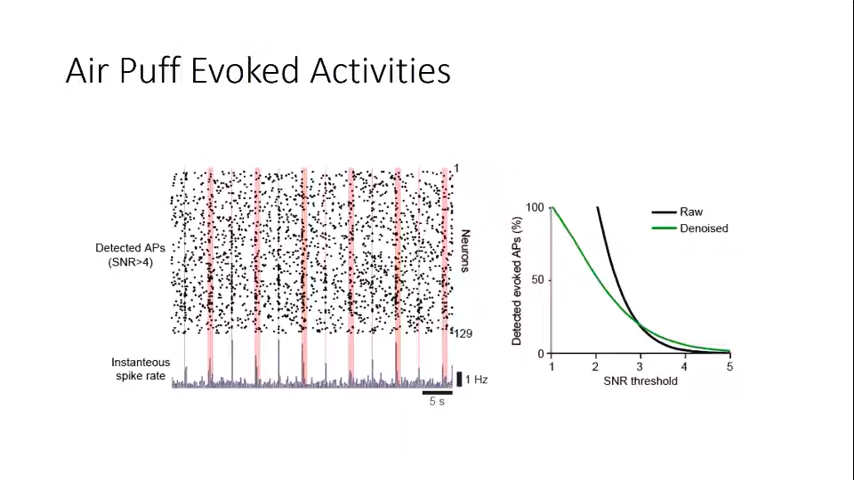 Air Puff Evoked Activities
1
Detected APs
(SNR>4)
Neurons
129
Instanteous
spike rate
1 Hz
5 s
Detected evoked APs (%)
100
50
0
1 2 3 4 5
SNR threshold
Raw
Denoised